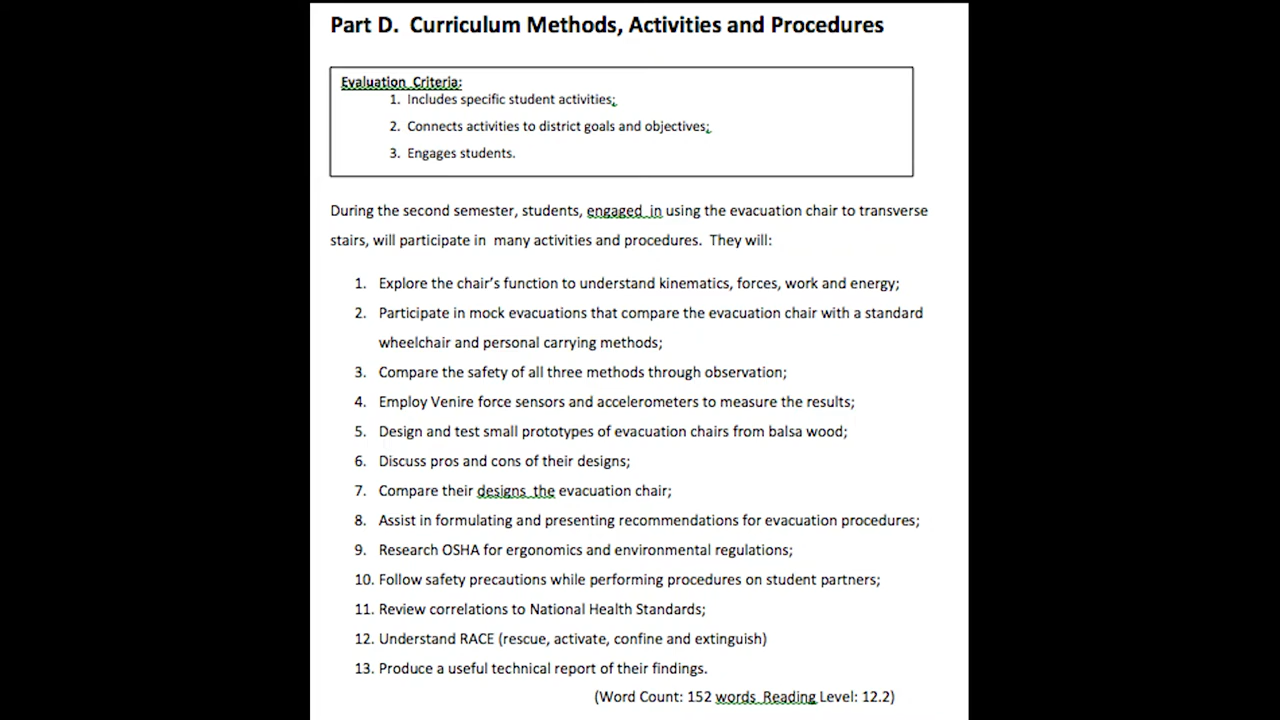 Part D. Curriculum Methods, Activities and Procedures
Evaluation Criteria:
1. Includes specific student activities;
2. Connects activities to district goals and objectives;
3. Engages students.
During the second semester, students, engaged in using the evacuation chair to transverse
stairs, will participate in many activities and procedures. They will:
1. Explore the chair's function to understand kinematics, forces, work and energy;
2. Participate in mock evacuations that compare the evacuation chair with a standard
wheelchair and personal carrying methods;
3. Compare the safety of all three methods through observation;
4. Employ Venire force sensors and accelerometers to measure the results;
5. Design and test small prototypes of evacuation chairs from balsa wood;
6. Discuss pros and cons of their designs;
7. Compare their designs the evacuation chair;
8. Assist in formulating and presenting recommendations for evacuation procedures;
9. Research OSHA for ergonomics and environmental regulations;
10. Follow safety precautions while performing procedures on student partners;
11. Review correlations to National Health Standards;
12. Understand RACE (rescue, activate, confine and extinguish)
13. Produce a useful technical report of their findings.
(Word Count: 152 words Reading Level: 12.2)